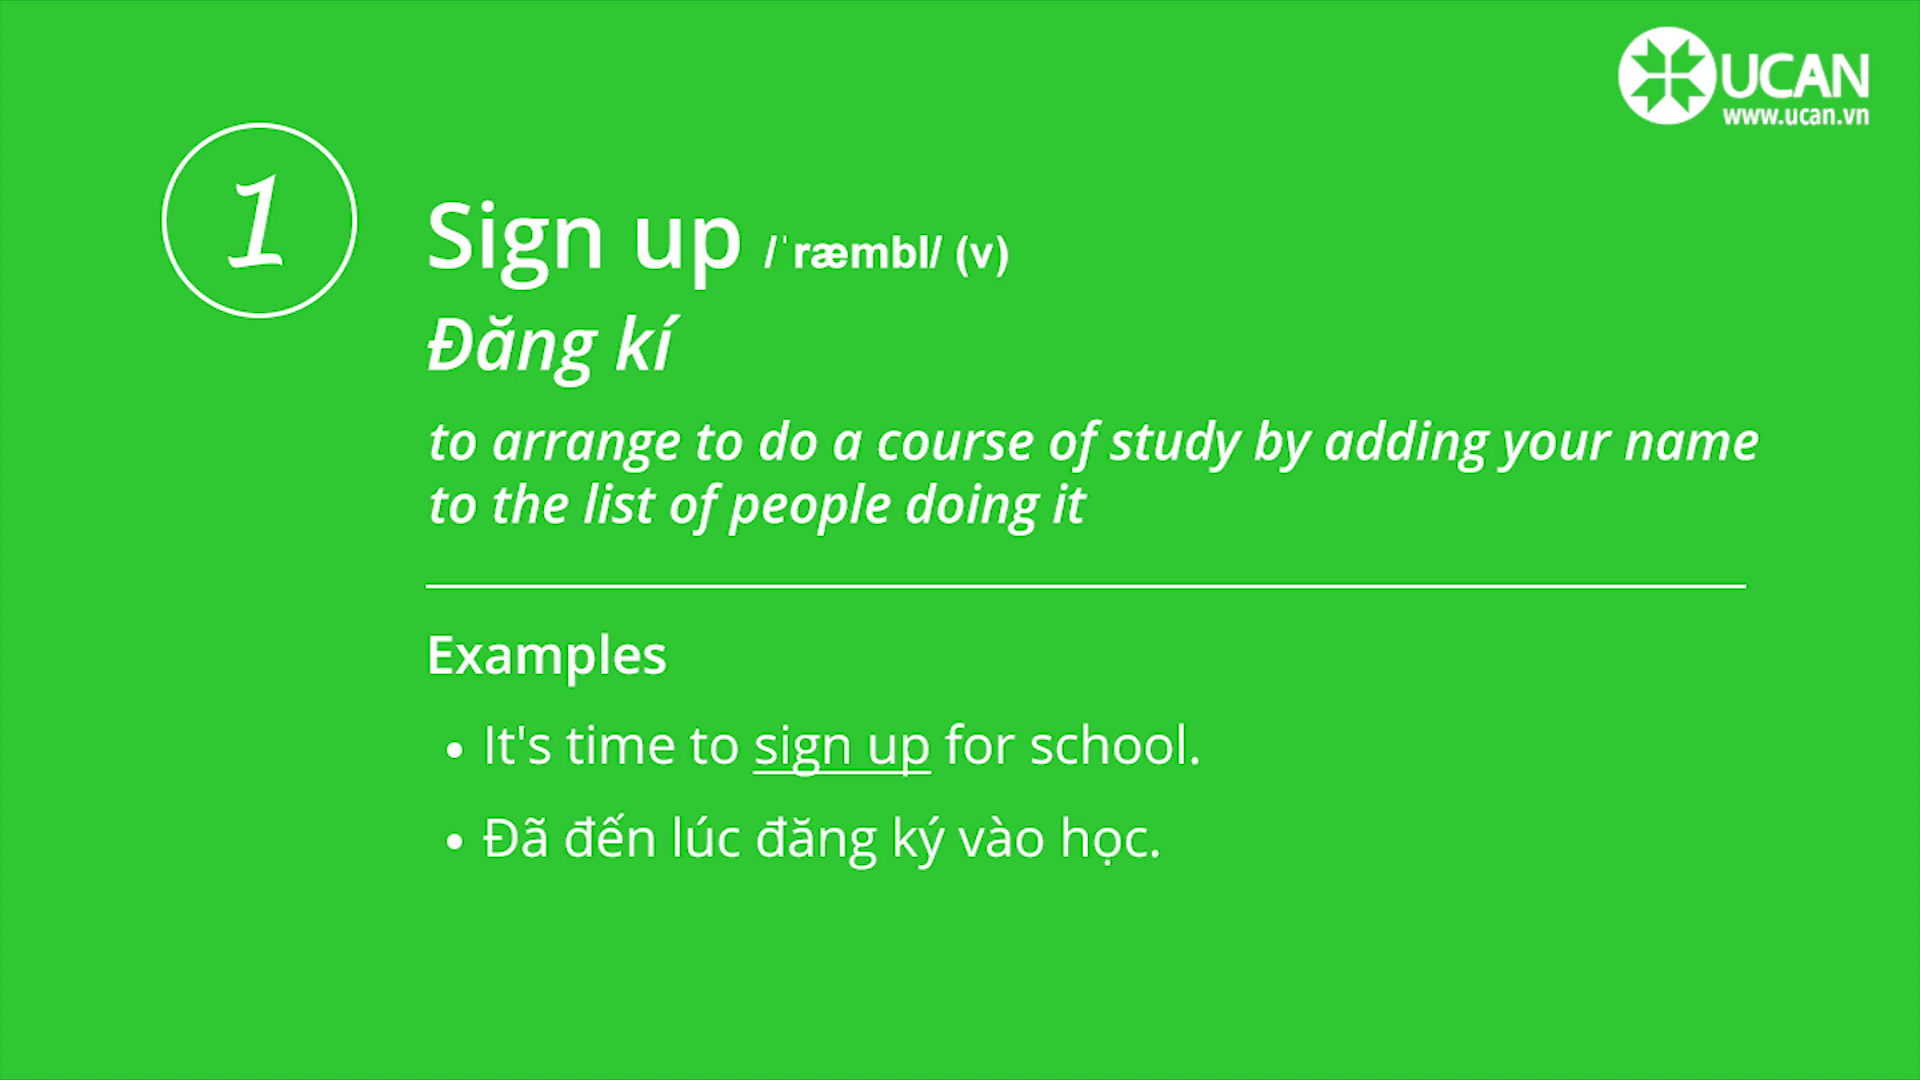 UCAN
www.ucan.vn
1
Sign up /ˈræmbl/ (v)
Đăng kí
to arrange to do a course of study by adding your name
to the list of people doing it
Examples
• It's time to sign up for school.
• Đã đến lúc đăng ký vào học.